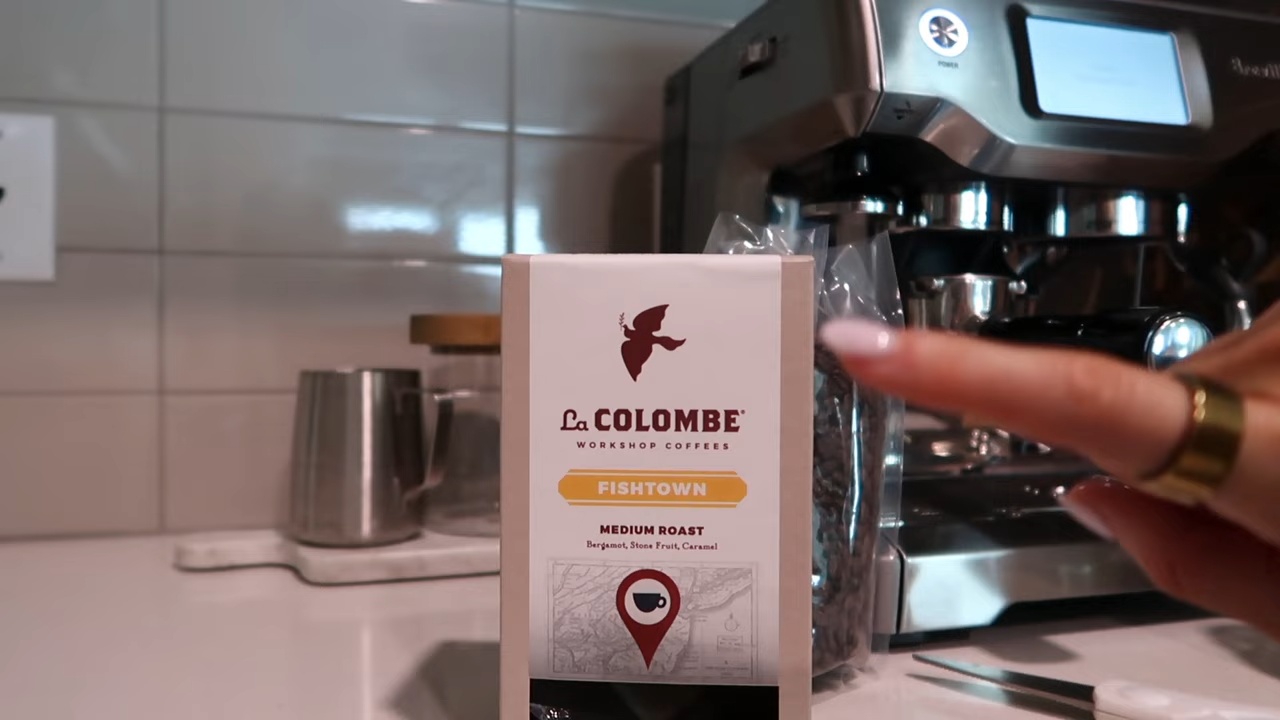 POWER
La COLOMBE®
WORKSHOP COFFEES
FISHTOWN
MEDIUM ROAST
Bergamot, Stone Fruit, Caramel